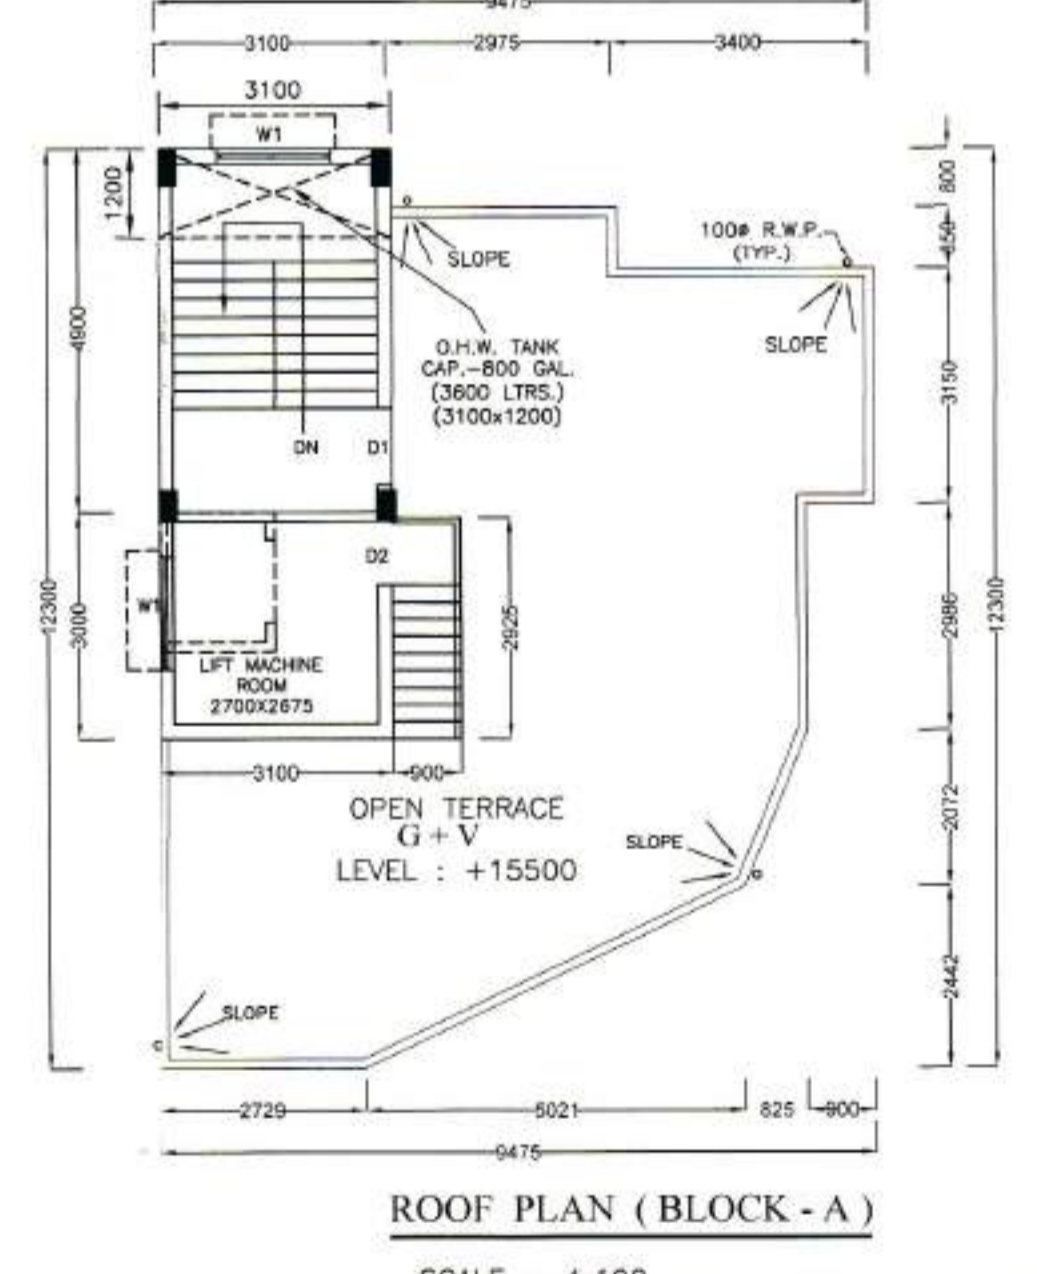 9475
3100 2975 3400
3100
W1
1200
800
850
100ø R.W.P.
(TYP.)
SLOPE
SLOPE
4900
3150
O.H.W. TANK
CAP.-800 GAL.
(3600 LTRS.)
(3100x1200)
DN D1
D2
12300
3000
W1
2925
2986
12300
LIFT MACHINE
ROOM
2700X2675
3100 900
OPEN TERRACE
G + V
LEVEL : +15500
SLOPE
2072
2442
SLOPE
2729 5021 825 900
9475
ROOF PLAN ( BLOCK - A )